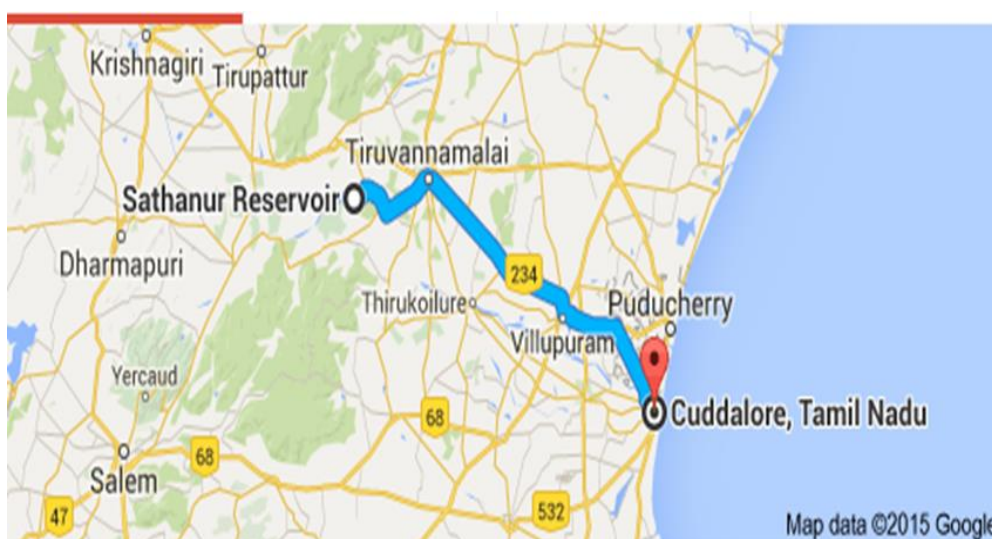 Krishnagiri
Tirupattur
Tiruvannamalai
Sathanur Reservoir
Dharmapuri
234
Thirukoilure
Puducherry
Villupuram
Yercaud
68
Cuddalore, Tamil Nadu
Salem
68
47
532
Map data ©2015 Google